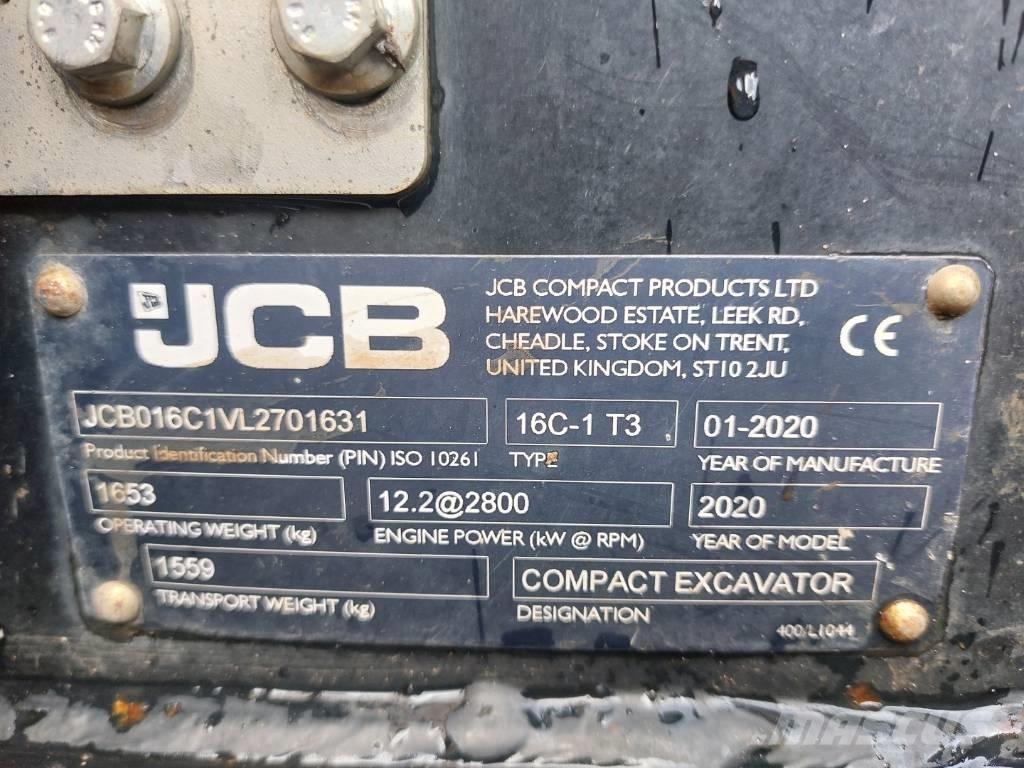 JCB
JCB COMPACT PRODUCTS LTD
HAREWOOD ESTATE, LEEK RD,
CHEADLE, STOKE ON TRENT,
UNITED KINGDOM, ST10 2JU
CE
JCB016C1VL2701631
16C-1 T3
01-2020
Product Identification Number (PIN) ISO 10261
TYPE
YEAR OF MANUFACTURE
1653
12.2@2800
2020
OPERATING WEIGHT (kg)
ENGINE POWER (kW @ RPM)
YEAR OF MODEL
1559
COMPACT EXCAVATOR
TRANSPORT WEIGHT (kg)
DESIGNATION
400/L1044
MASCUS